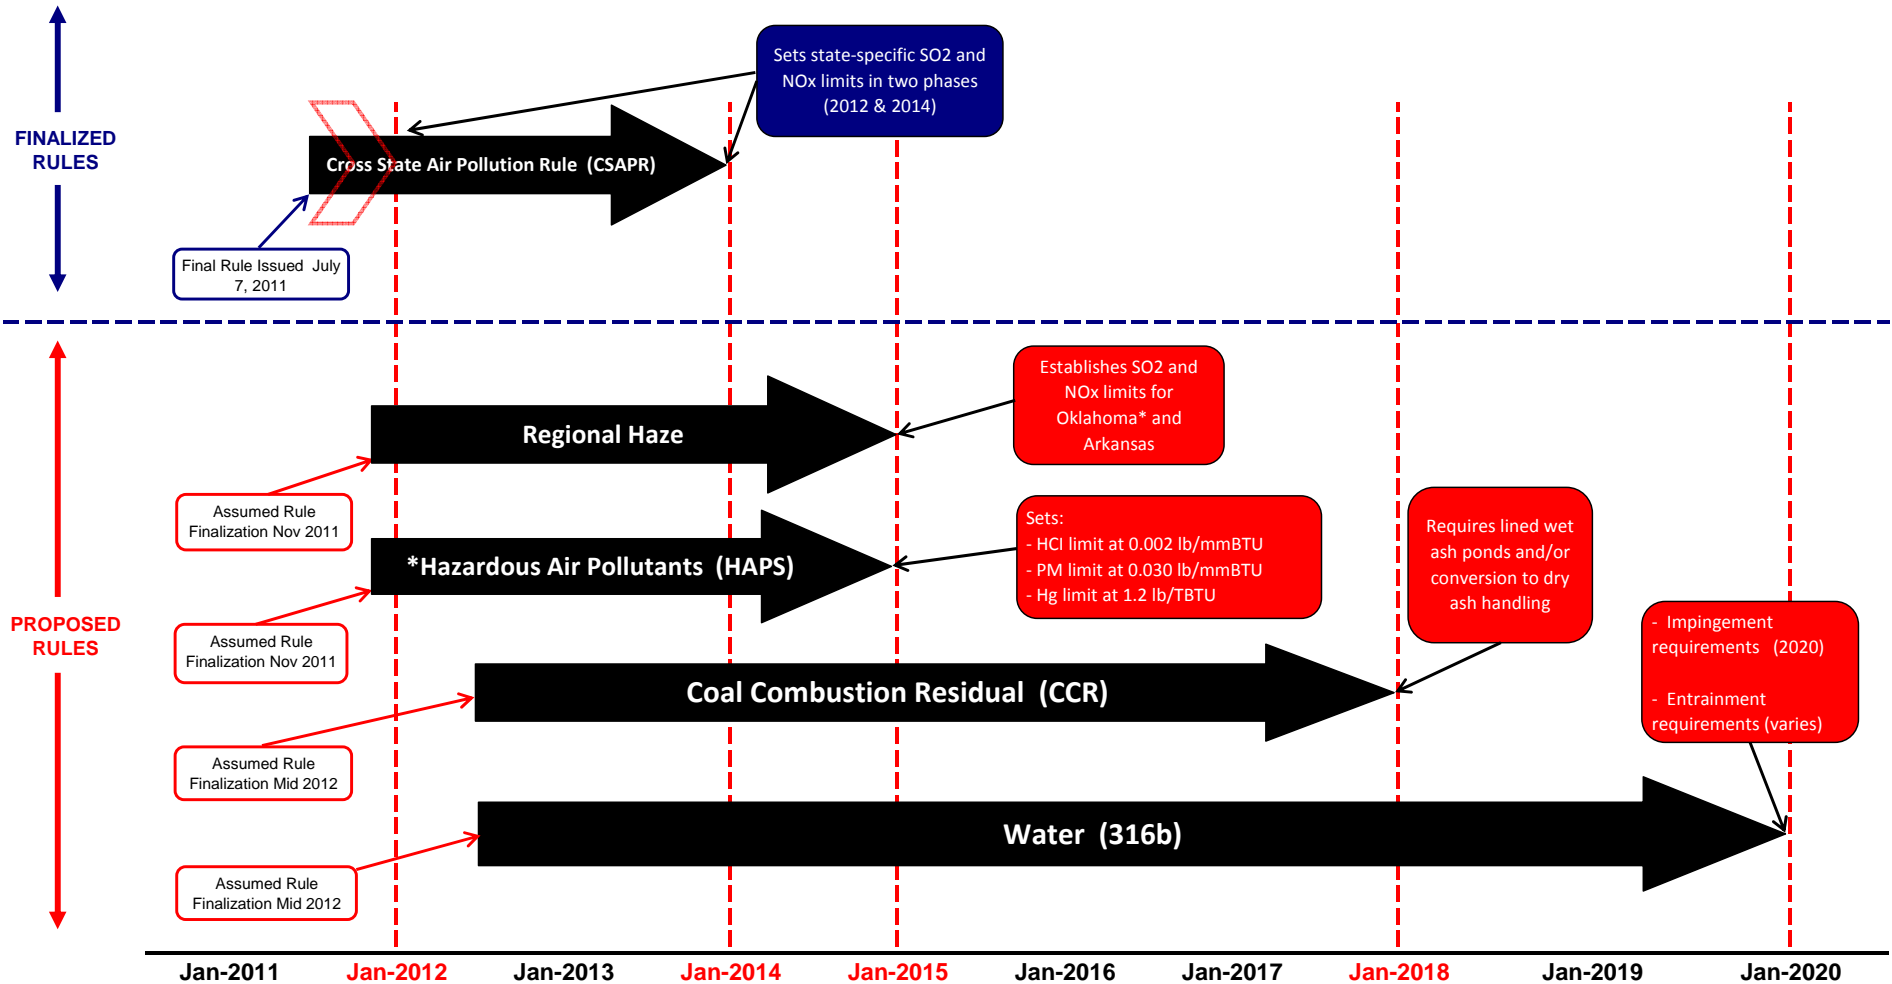 FINALIZED
RULES
Sets state-specific SO2 and
NOx limits in two phases
(2012 & 2014)
Cross State Air Pollution Rule (CSAPR)
Final Rule Issued July
7, 2011
PROPOSED
RULES
Regional Haze
Establishes SO2 and
NOx limits for
Oklahoma* and
Arkansas
Assumed Rule
Finalization Nov 2011
*Hazardous Air Pollutants (HAPS)
Sets:
- HCl limit at 0.002 lb/mmBTU
- PM limit at 0.030 lb/mmBTU
- Hg limit at 1.2 lb/TBTU
Assumed Rule
Finalization Nov 2011
Coal Combustion Residual (CCR)
Requires lined wet
ash ponds and/or
conversion to dry
ash handling
Assumed Rule
Finalization Mid 2012
Water (316b)
- Impingement
requirements (2020)
- Entrainment
requirements (varies)
Assumed Rule
Finalization Mid 2012
Jan-2011 Jan-2012 Jan-2013 Jan-2014 Jan-2015 Jan-2016 Jan-2017 Jan-2018 Jan-2019 Jan-2020